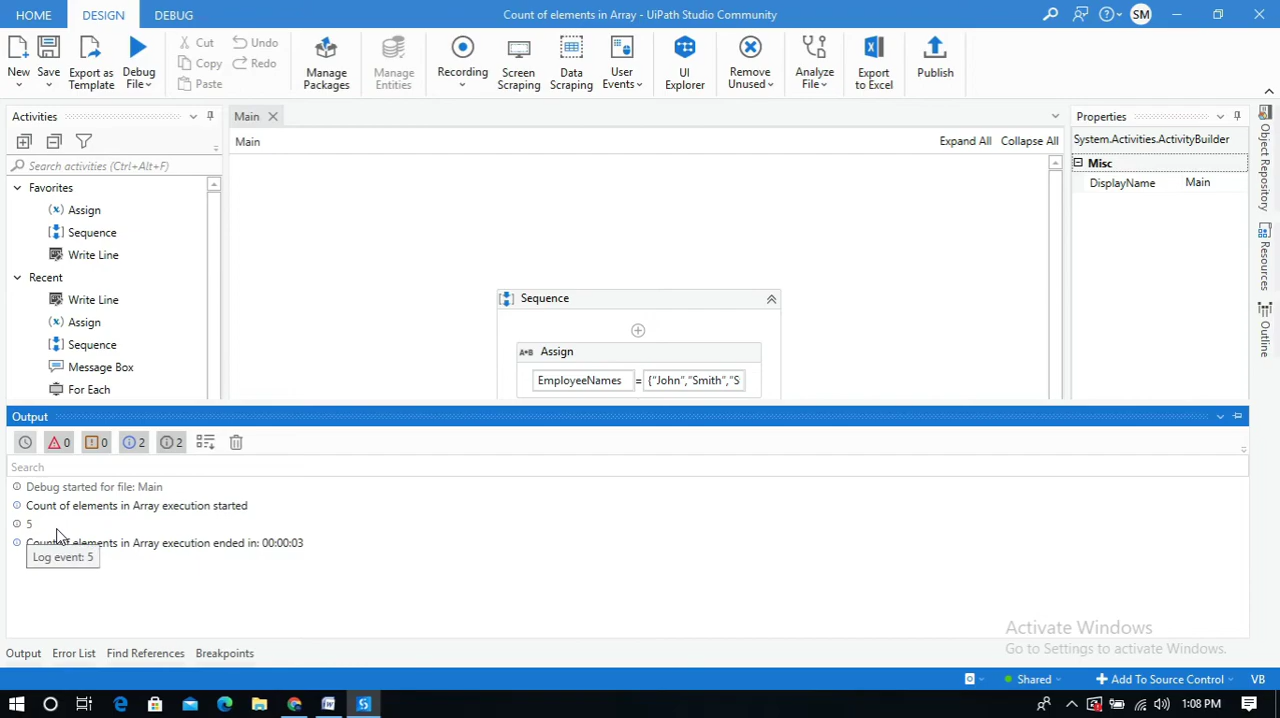 HOME DESIGN DEBUG Count of elements in Array - UiPath Studio Community SM
New Save Export as Template Debug File Cut Copy Paste Undo Redo Manage Packages Manage Entities Recording Screen Scraping Data Scraping User Events UI Explorer Remove Unused Analyze File Export to Excel Publish
Activities Main Properties
Main Expand All Collapse All System.Activities.ActivityBuilder
Search activities (Ctrl+Alt+F) Misc
DisplayName Main
Favorites
Assign
Sequence
Write Line
Recent
Write Line
Assign
Sequence
Message Box
For Each
Sequence
Assign
EmployeeNames = {"John","Smith","S
Object Repository
Resources
Outline
Output
0 0 2 2
Search
Debug started for file: Main
Count of elements in Array execution started
5
Count of elements in Array execution ended in: 00:00:03
Log event: 5
Activate Windows
Go to Settings to activate Windows.
Output Error List Find References Breakpoints
Shared Add To Source Control VB
1:08 PM